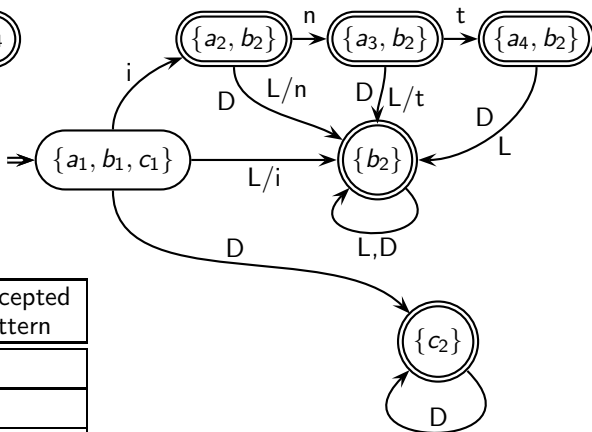 n t
{a2, b2} {a3, b2} {a4, b2}
i
D L/n D L/t D L
{a1, b1, c1} L/i {b2}
L,D
D
cepted
ttern
{c2}
D